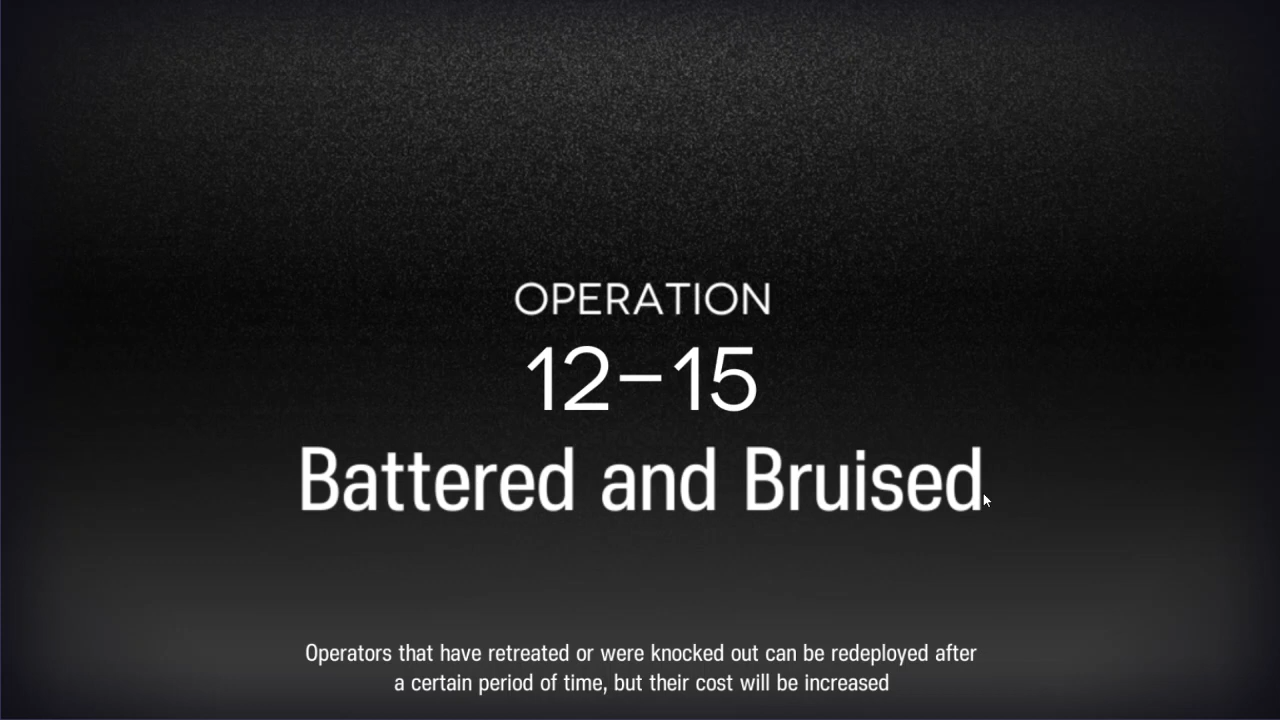 OPERATION
12–15
Battered and Bruised
Operators that have retreated or were knocked out can be redeployed after
a certain period of time, but their cost will be increased